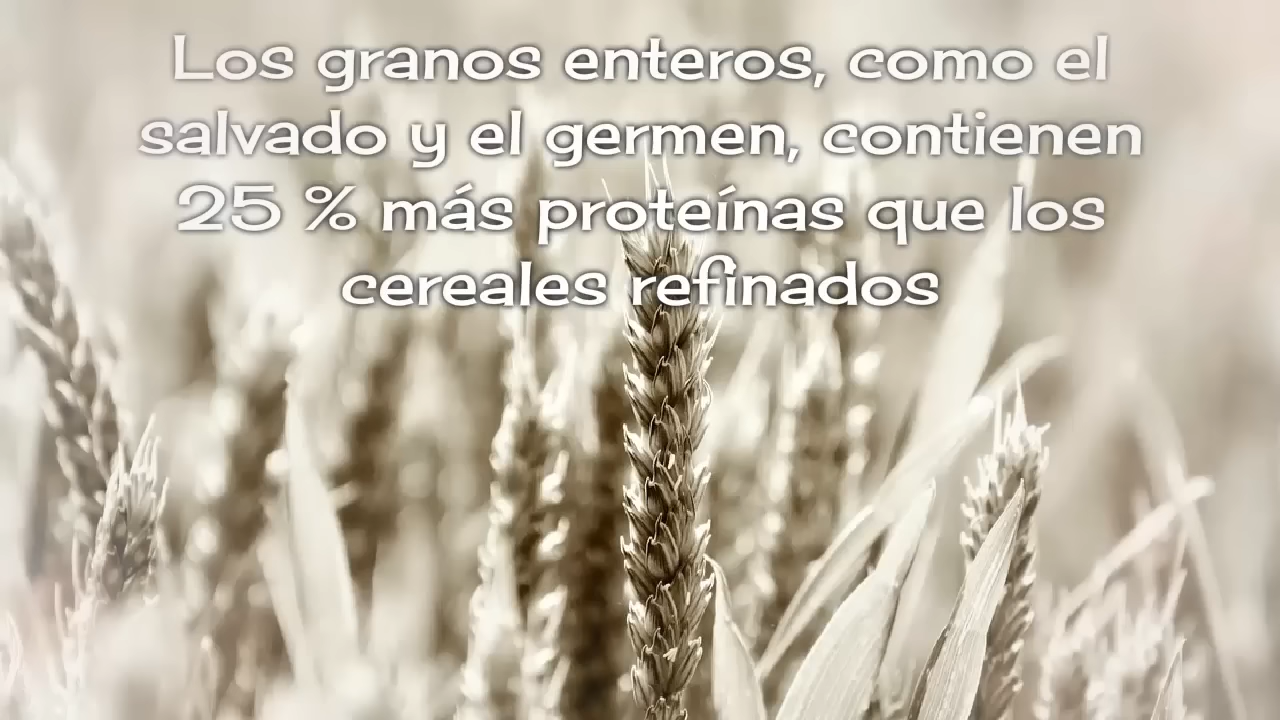 Los granos enteros, como el
salvado y el germen, contienen
25 % más proteínas que los
cereales refinados